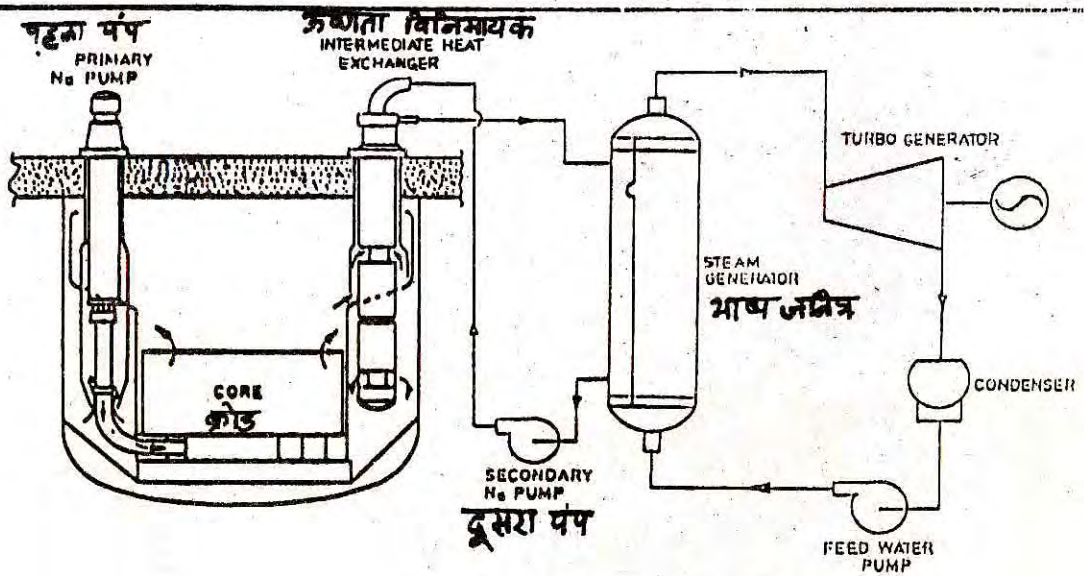 पहला पंप
PRIMARY
Na PUMP
ऊष्णता विनिमायक
INTERMEDIATE HEAT
EXCHANGER
TURBO GENERATOR
STEAM
GENERATOR
भाष्प जनित्र
CORE
क्रोड
CONDENSER
SECONDARY
Na PUMP
दूसरा पंप
FEED WATER
PUMP